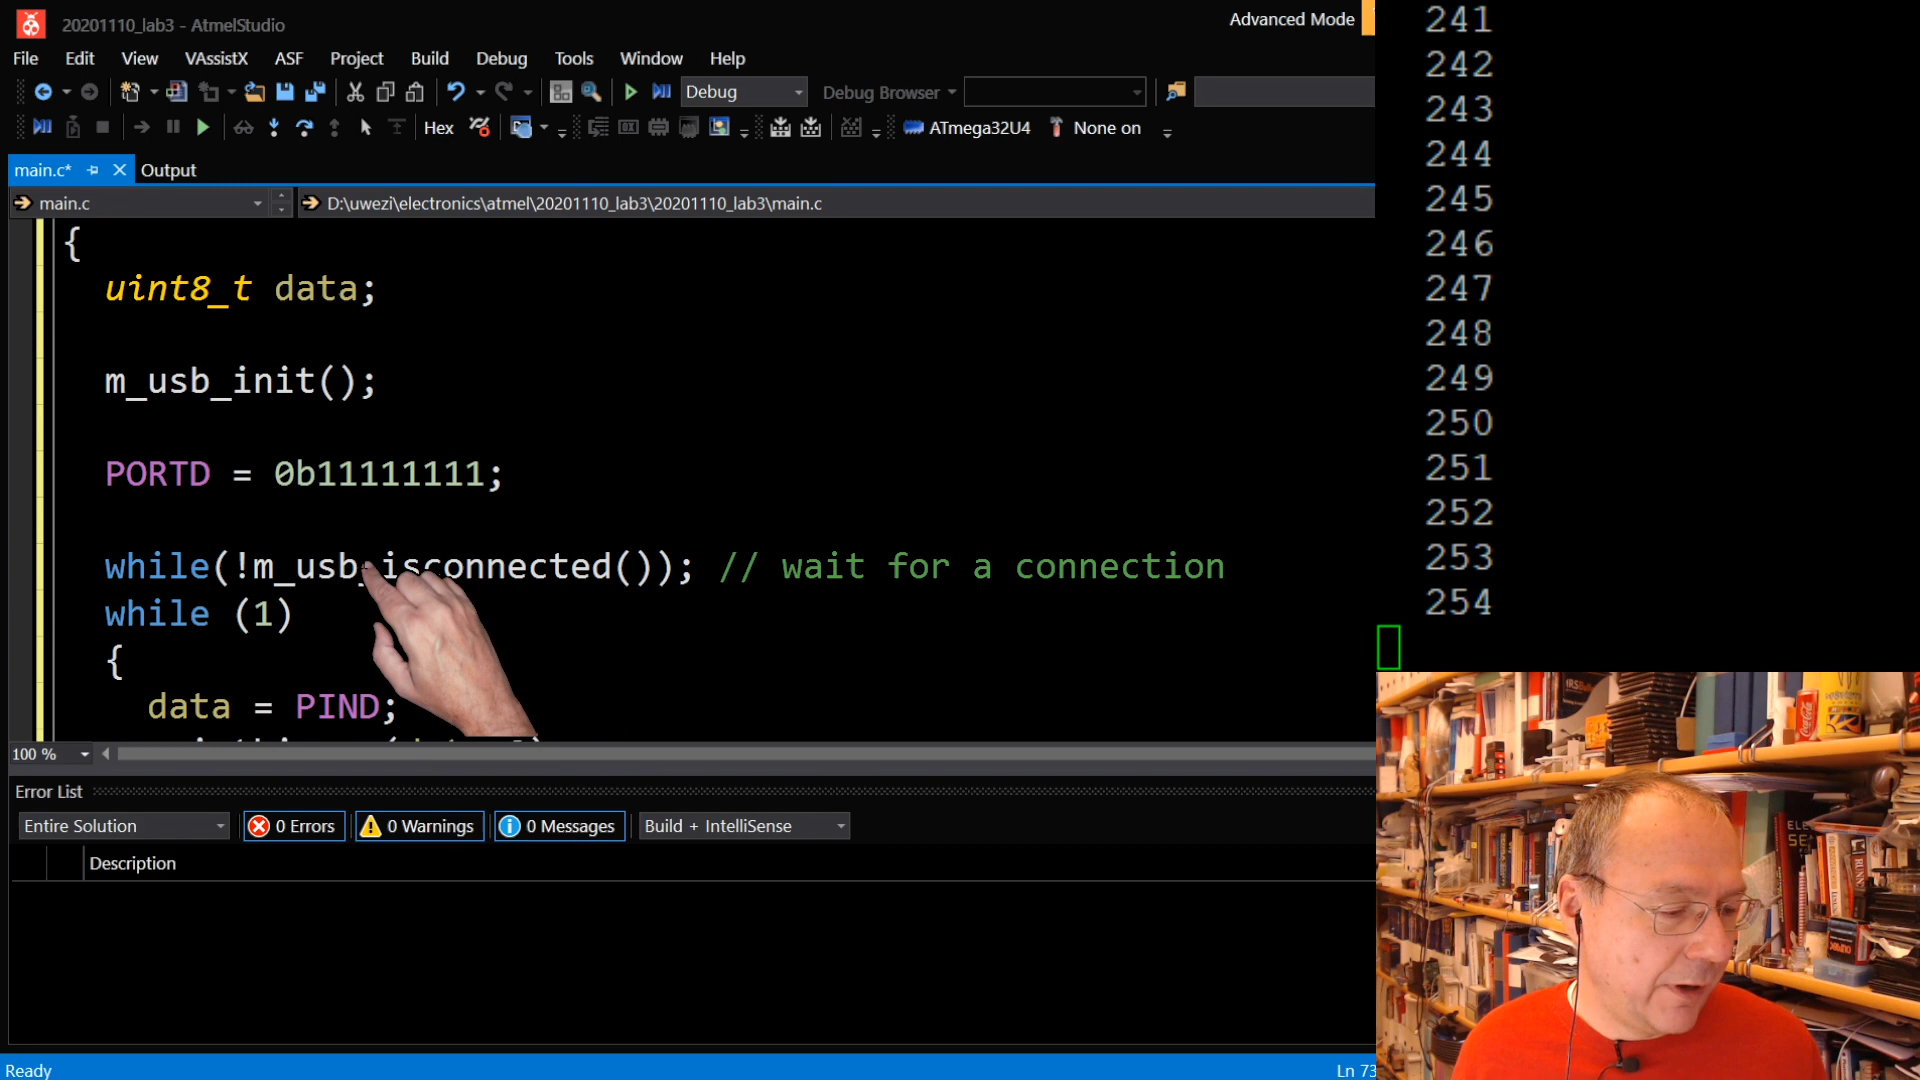 20201110_lab3 - AtmelStudio
Advanced Mode
File Edit View VAssistX ASF Project Build Debug Tools Window Help
Debug
Debug Browser
Hex
ATmega32U4
None on
main.c*
Output
main.c
D:\uwezi\electronics\atmel\20201110_lab3\20201110_lab3\main.c
{
uint8_t data;
m_usb_init();
PORTD = 0b11111111;
while(!m_usb_isconnected()); // wait for a connection
while (1)
{
data = PIND;
100 %
Error List
Entire Solution
0 Errors
0 Warnings
0 Messages
Build + IntelliSense
Description
Ready
Ln 73
241
242
243
244
245
246
247
248
249
250
251
252
253
254